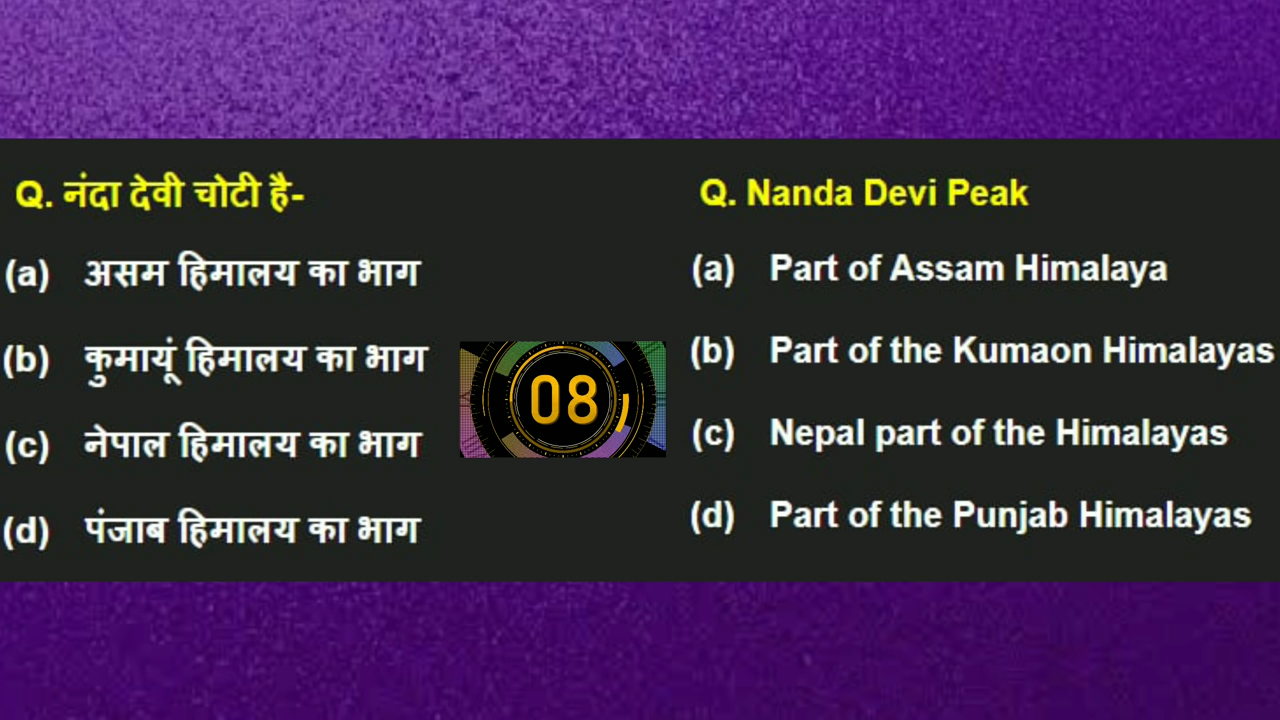 Q. नंदा देवी चोटी है-
(a) असम हिमालय का भाग
(b) कुमायूं हिमालय का भाग
(c) नेपाल हिमालय का भाग
(d) पंजाब हिमालय का भाग
08
Q. Nanda Devi Peak
(a) Part of Assam Himalaya
(b) Part of the Kumaon Himalayas
(c) Nepal part of the Himalayas
(d) Part of the Punjab Himalayas